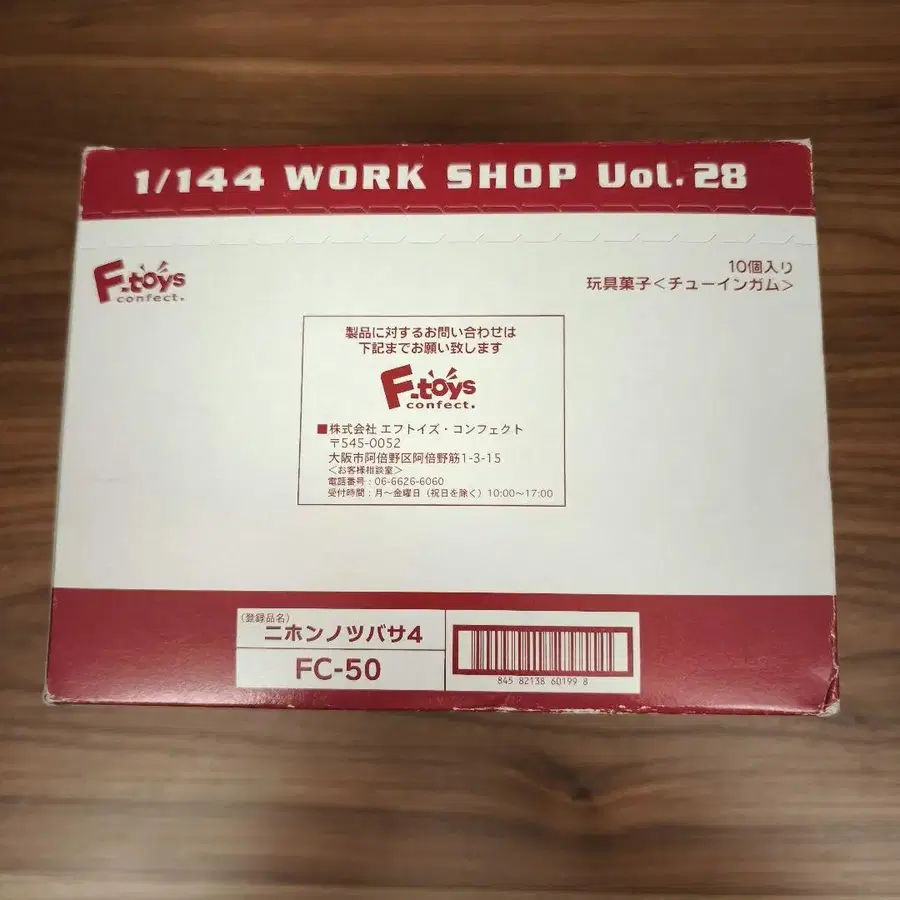 1/144 WORK SHOP Vol. 28
F-toys
confect.
10個入り
玩具菓子<チューインガム>
製品に対するお問い合わせは
下記までお願い致します
F-toys
confect.
■株式会社 エフトイズ・コンフェクト
〒545-0052
大阪市阿倍野区阿倍野筋1-3-15
<お客様相談室>
電話番号:06-6626-6060
受付時間:月~金曜日(祝日を除く)10:00~17:00
(登録品名)
ニホンノツバサ4
FC-50
845 82138 60199 8